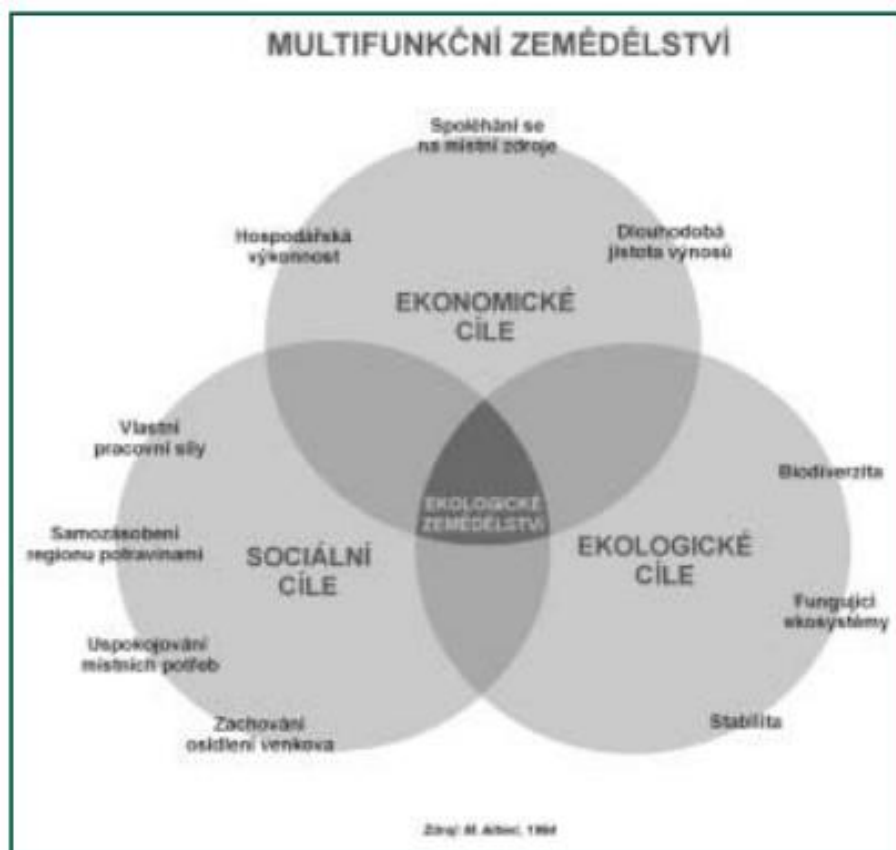 MULTIFUNKČNÍ ZEMĚDĚLSTVÍ
Spoléhání se
na místní zdroje
Hospodářská
výkonnost
Dlouhodobá
jistota výnosů
EKONOMICKÉ
CÍLE
Vlastní
pracovní síly
Biodiverzita
EKOLOGICKÉ
ZEMĚDĚLSTVÍ
Samozásobení
regionu potravinami
SOCIÁLNÍ
CÍLE
EKOLOGICKÉ
CÍLE
Fungující
ekosystémy
Uspokojování
místních potřeb
Zachování
osídlení venkova
Stabilita
Zdroj: M.